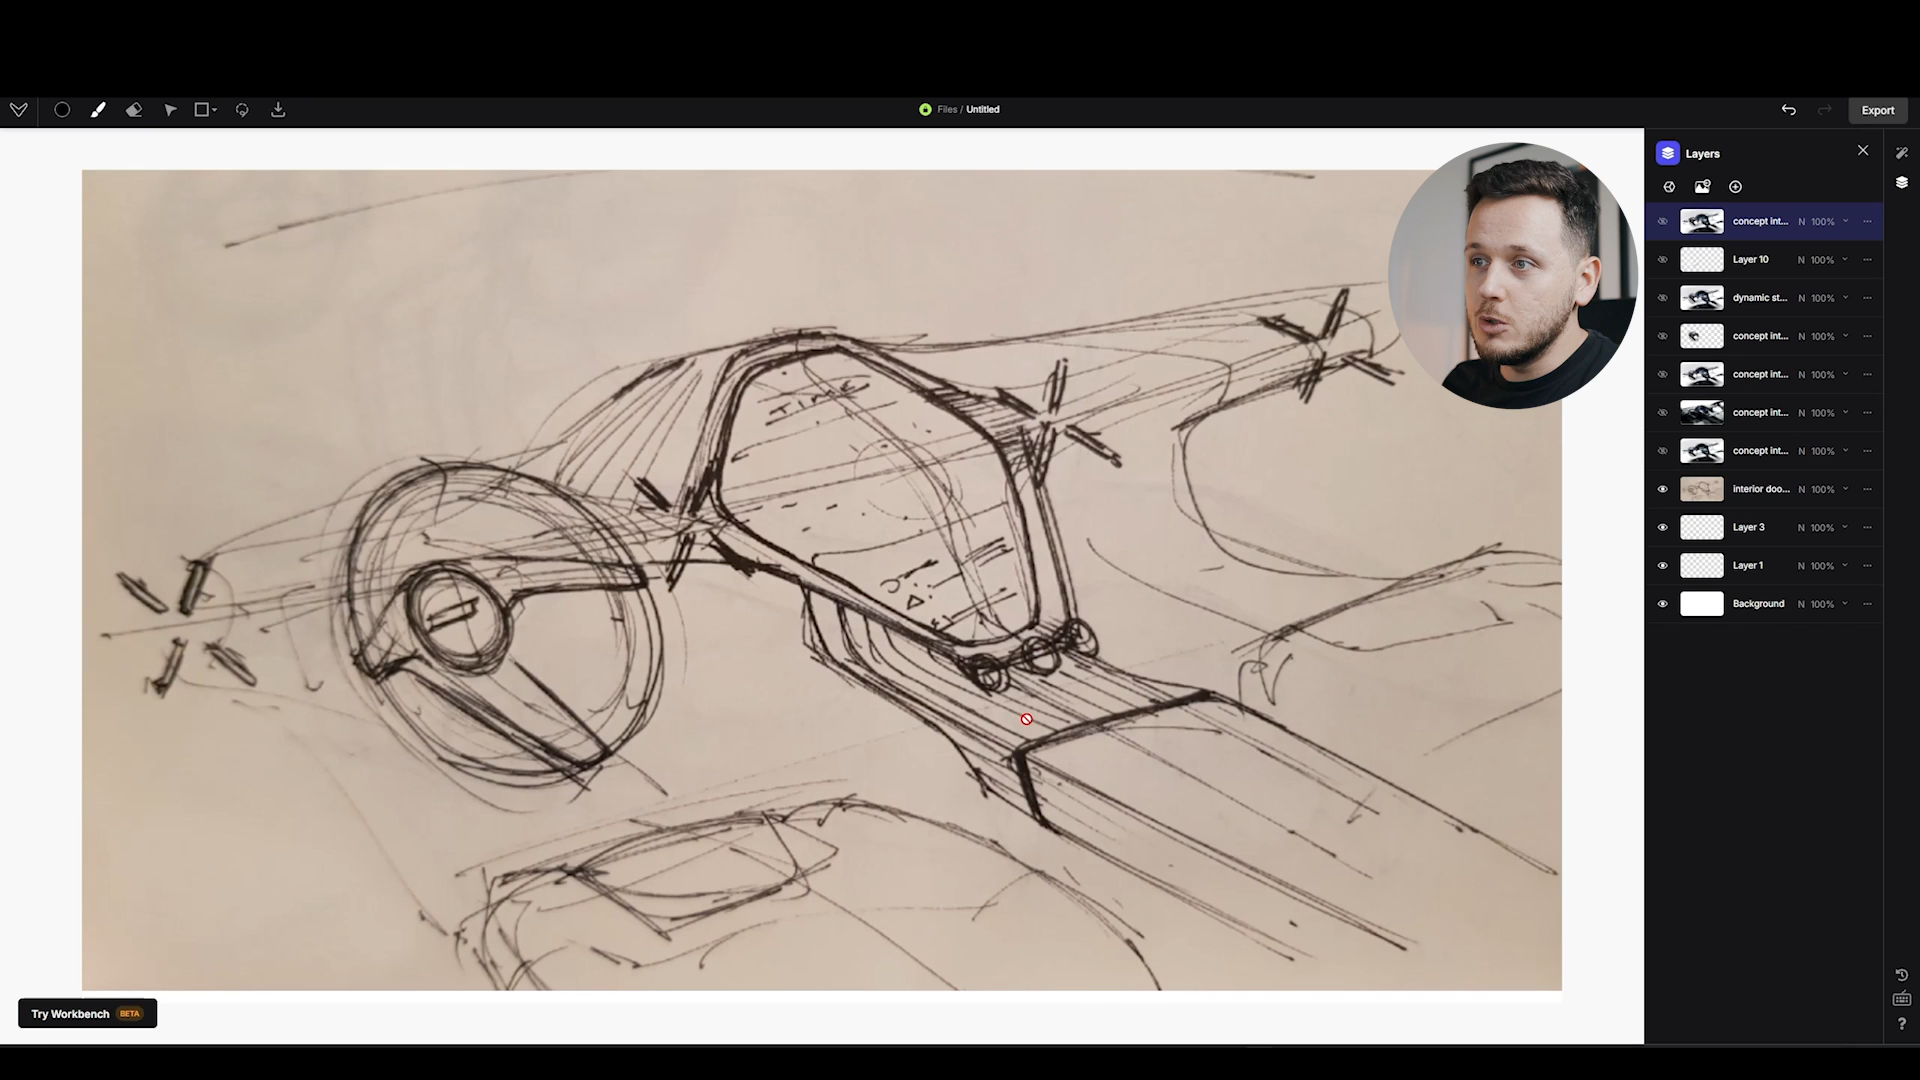 Files / Untitled
Export
Layers
concept int... N 100%
Layer 10 N 100%
dynamic st... N 100%
concept int... N 100%
concept int... N 100%
concept int... N 100%
concept int... N 100%
interior doo... N 100%
Layer 3 N 100%
Layer 1 N 100%
Background N 100%
TIME
Try Workbench BETA